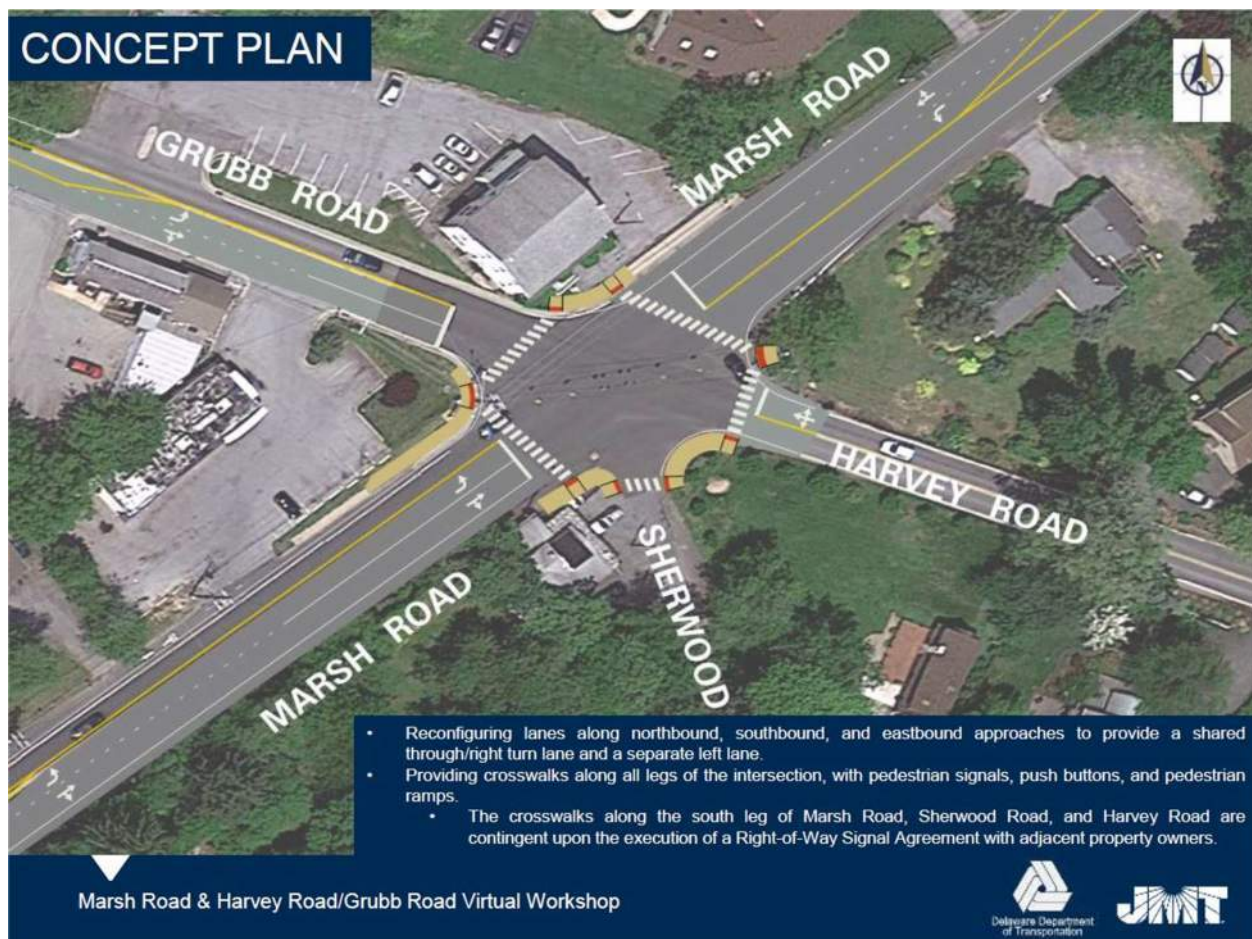 CONCEPT PLAN
GRUBB ROAD
MARSH ROAD
HARVEY ROAD
SHERWOOD
MARSH ROAD
• Reconfiguring lanes along northbound, southbound, and eastbound approaches to provide a shared
through/right turn lane and a separate left lane.
• Providing crosswalks along all legs of the intersection, with pedestrian signals, push buttons, and pedestrian
ramps.
• The crosswalks along the south leg of Marsh Road, Sherwood Road, and Harvey Road are
contingent upon the execution of a Right-of-Way Signal Agreement with adjacent property owners.
Marsh Road & Harvey Road/Grubb Road Virtual Workshop
Delaware Department
of Transportation
JMT